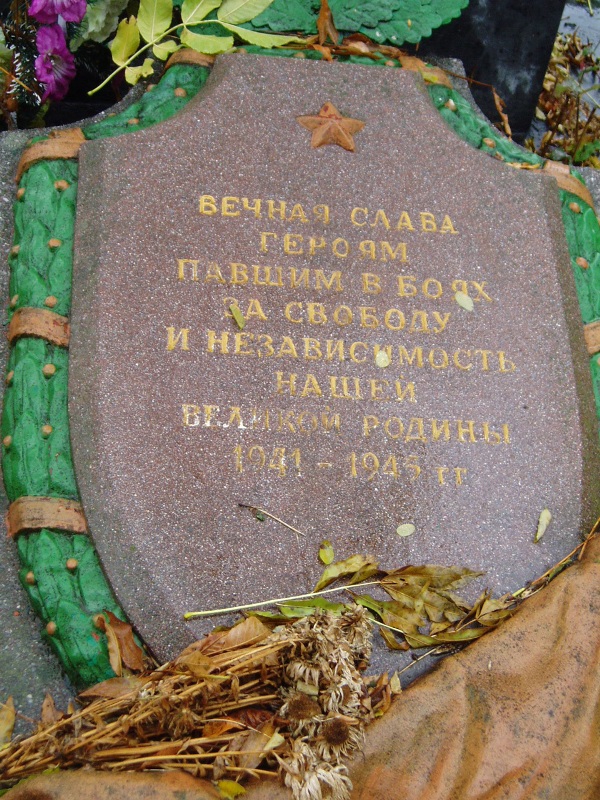 ВЕЧНАЯ СЛАВА
ГЕРОЯМ
ПАВШИМ В БОЯХ
ЗА СВОБОДУ
И НЕЗАВИСИМОСТЬ
НАШЕЙ
ВЕЛИКОЙ РОДИНЫ
1941 - 1945 гг